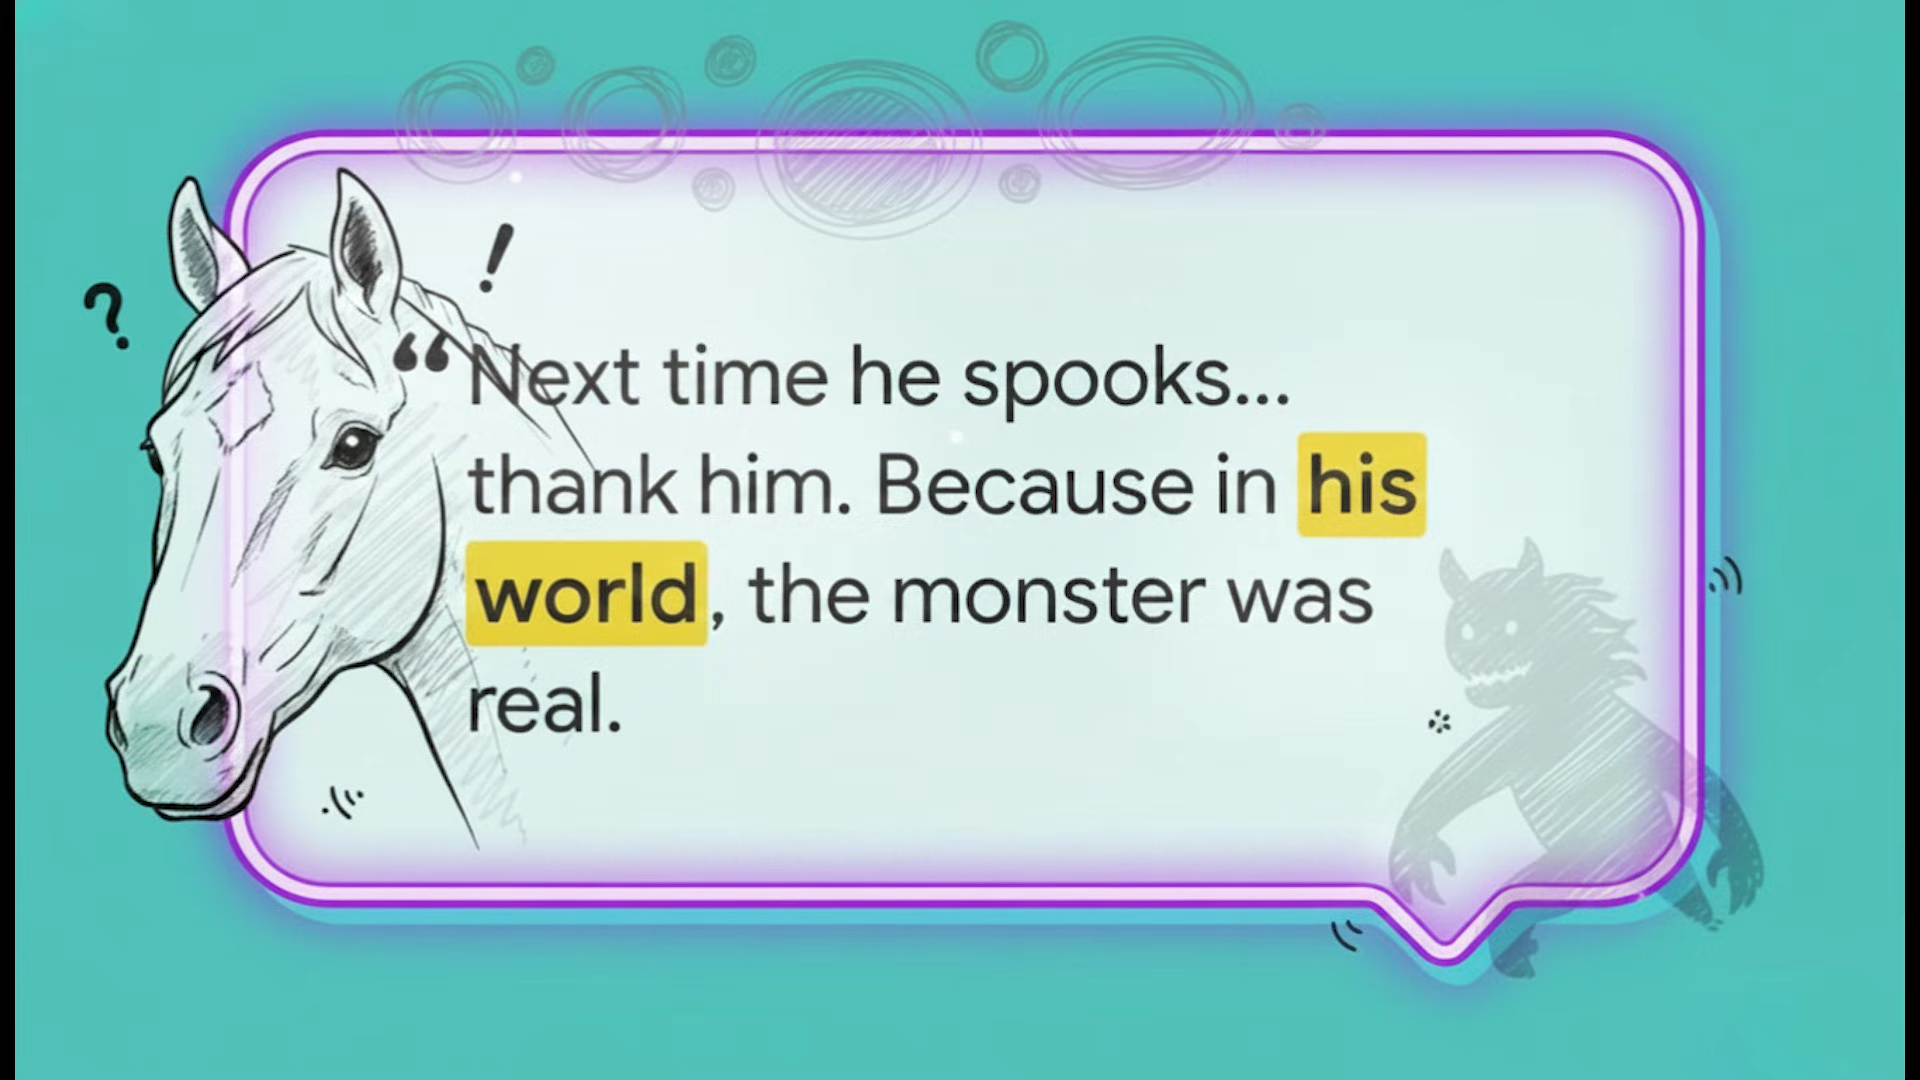 ?
!
“Next time he spooks...
thank him. Because in his
world, the monster was
real.